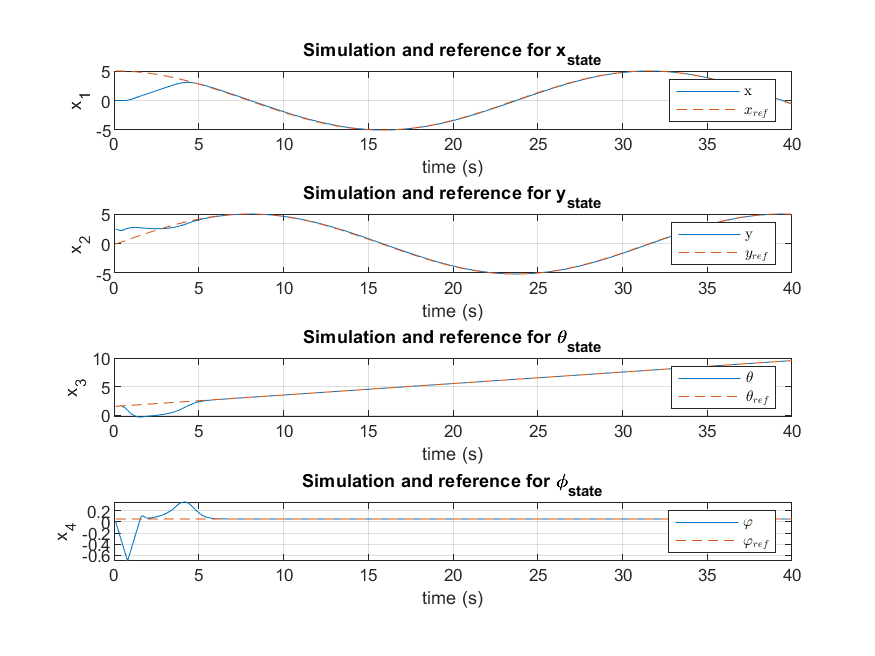 Simulation and reference for x_state
5
0
-5
x_1
x
x_ref
0 5 10 15 20 25 30 35 40
time (s)
Simulation and reference for y_state
5
0
-5
x_2
y
y_ref
0 5 10 15 20 25 30 35 40
time (s)
Simulation and reference for θ_state
10
5
0
x_3
θ
θ_ref
0 5 10 15 20 25 30 35 40
time (s)
Simulation and reference for ϕ_state
0.2
0
-0.2
-0.4
-0.6
x_4
φ
φ_ref
0 5 10 15 20 25 30 35 40
time (s)